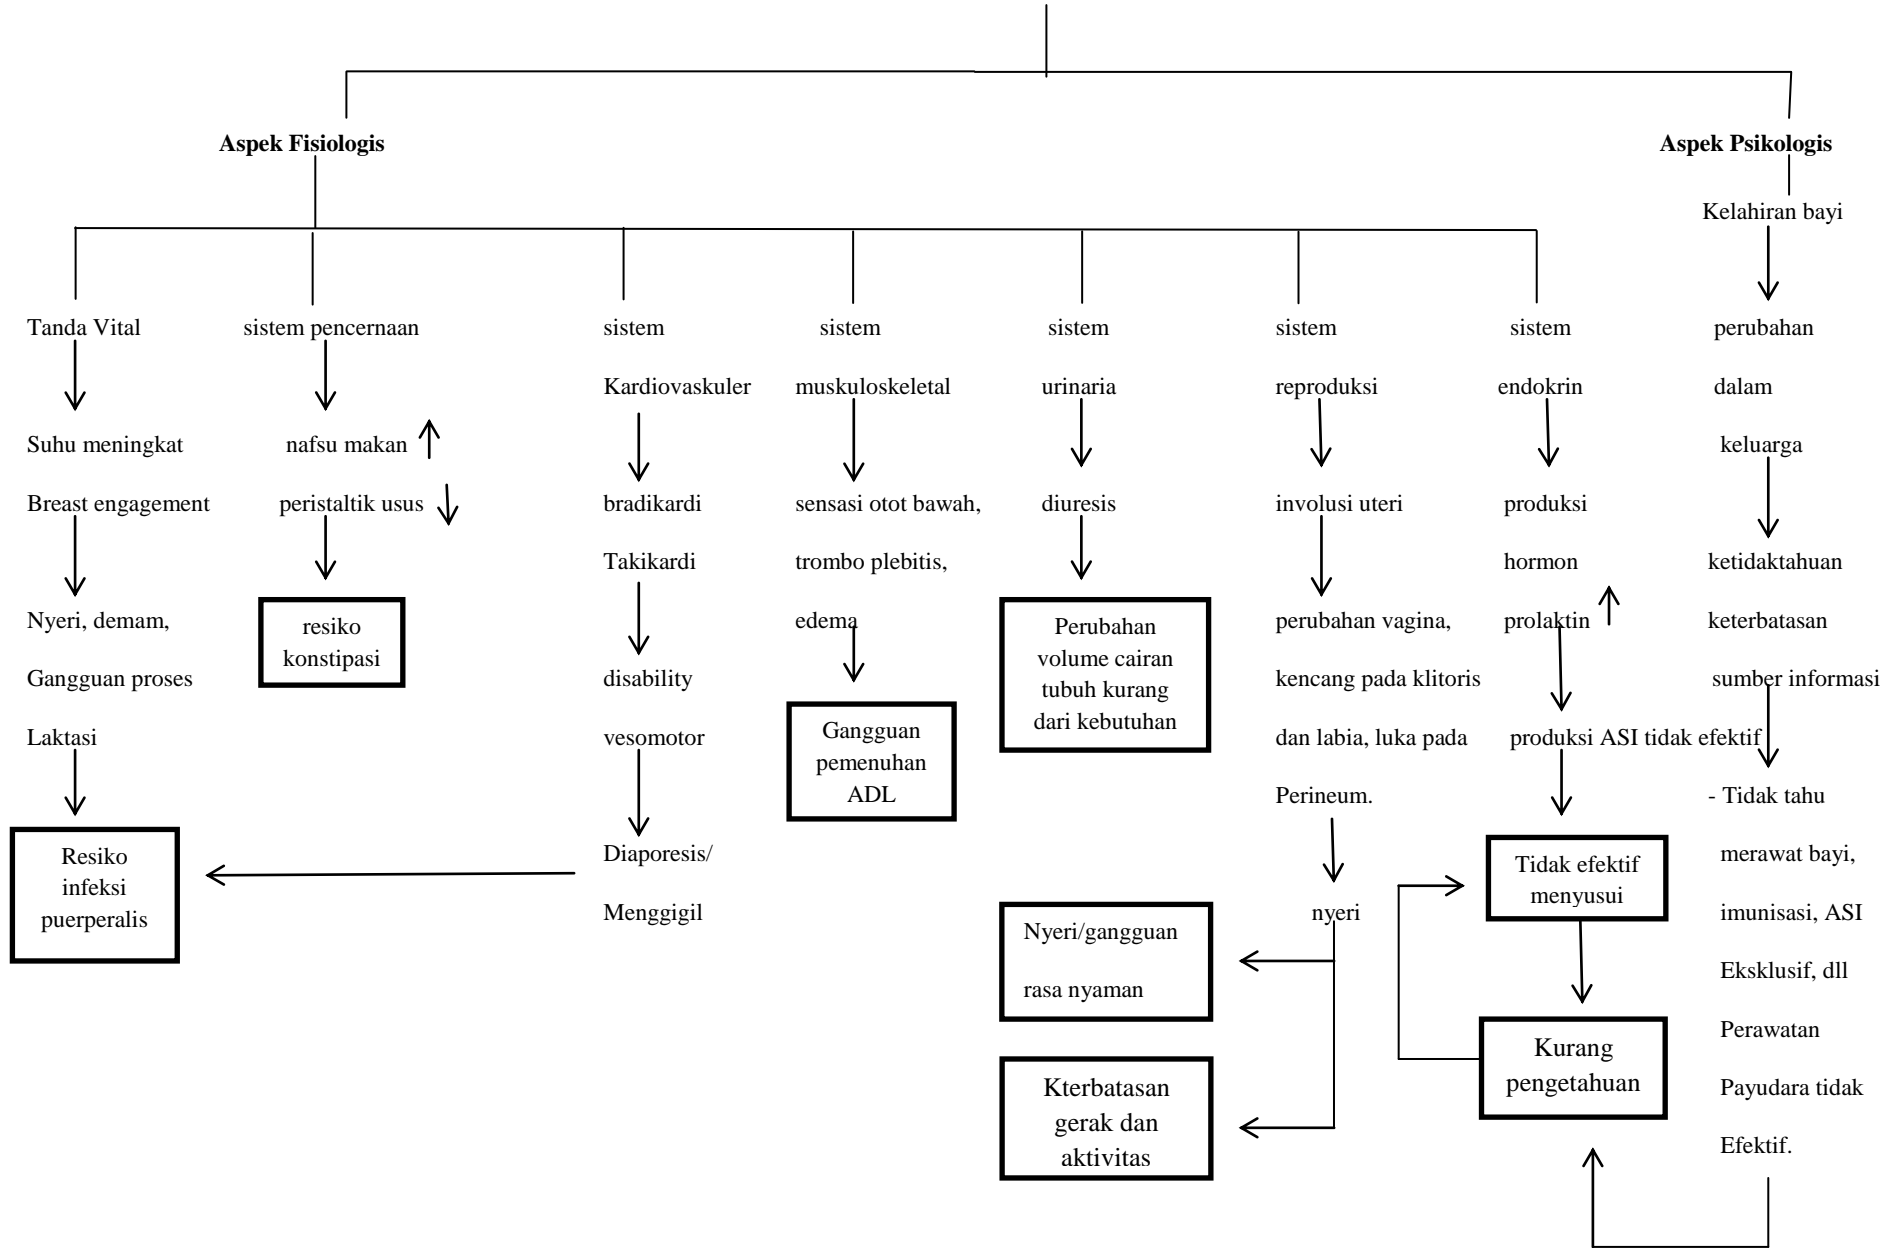 Aspek Fisiologis
Aspek Psikologis
Kelahiran bayi
Tanda Vital
Suhu meningkat
Breast engagement
Nyeri, demam,
Gangguan proses
Laktasi
Resiko
infeksi
puerperalis
sistem pencernaan
nafsu makan
peristaltik usus
resiko
konstipasi
sistem
Kardiovaskuler
bradikardi
Takikardi
disability
vesomotor
Diaporesis/
Menggigil
sistem
muskuloskeletal
sensasi otot bawah,
trombo plebitis,
edema
Gangguan
pemenuhan
ADL
sistem
urinaria
diuresis
Perubahan
volume cairan
tubuh kurang
dari kebutuhan
sistem
reproduksi
involusi uteri
perubahan vagina,
kencang pada klitoris
dan labia, luka pada
Perineum.
nyeri
Nyeri/gangguan
rasa nyaman
Kterbatasan
gerak dan
aktivitas
sistem
endokrin
produksi
hormon
prolaktin
produksi ASI tidak efektif
Tidak efektif
menyusui
Kurang
pengetahuan
perubahan
dalam
keluarga
ketidaktahuan
keterbatasan
sumber informasi
- Tidak tahu
merawat bayi,
imunisasi, ASI
Eksklusif, dll
Perawatan
Payudara tidak
Efektif.